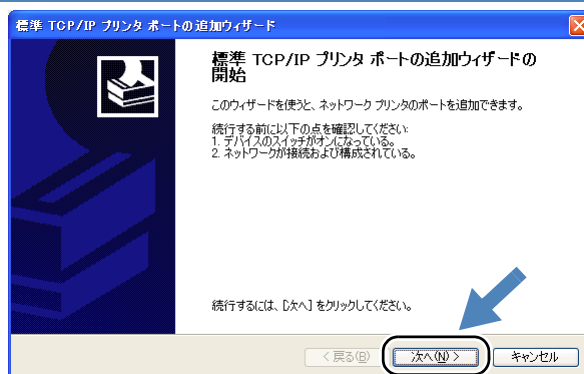 標準 TCP/IP プリンタ ポートの追加ウィザード
標準 TCP/IP プリンタ ポートの追加ウィザードの
開始
このウィザードを使うと、ネットワーク プリンタのポートを追加できます。
続行する前に以下の点を確認してください:
1. デバイスのスイッチがオンになっている。
2. ネットワークが接続および構成されている。
続行するには、[次へ] をクリックしてください。
< 戻る(B)
次へ(N) >
キャンセル